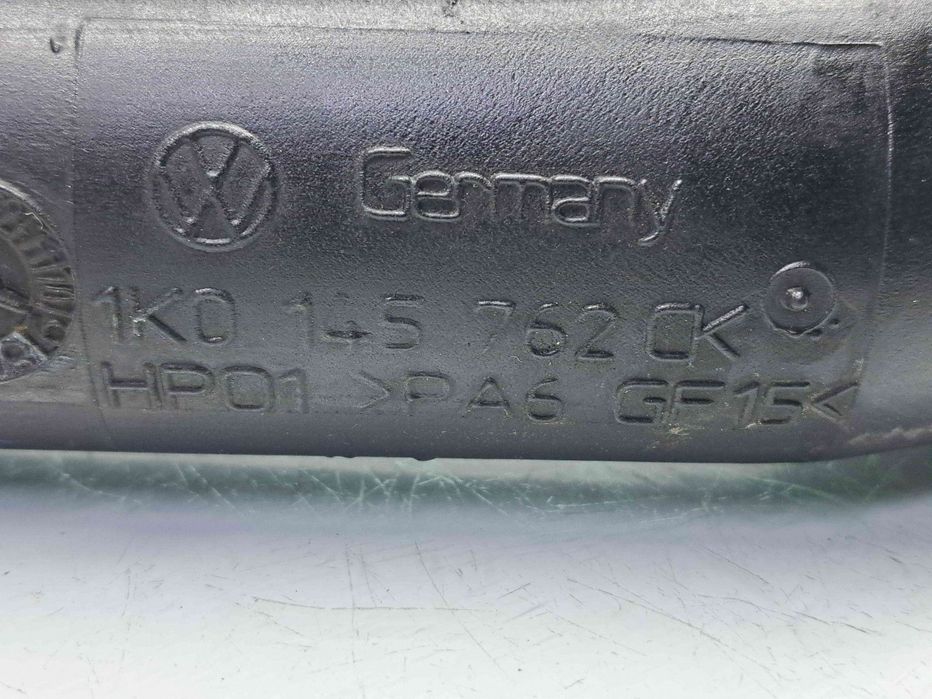 Germany
1K0 145 762 CK
HP01 >PA6 GF15<